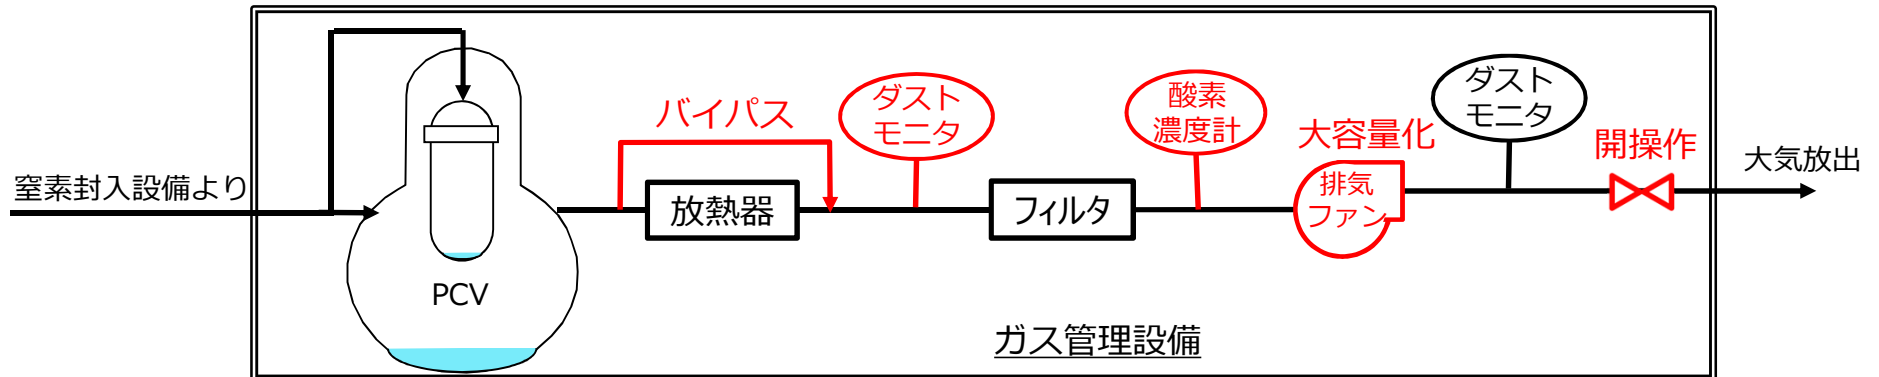 窒素封入設備より
PCV
バイパス
放熱器
ダスト
モニタ
フィルタ
酸素
濃度計
大容量化
排気
ファン
ダスト
モニタ
開操作
大気放出
ガス管理設備